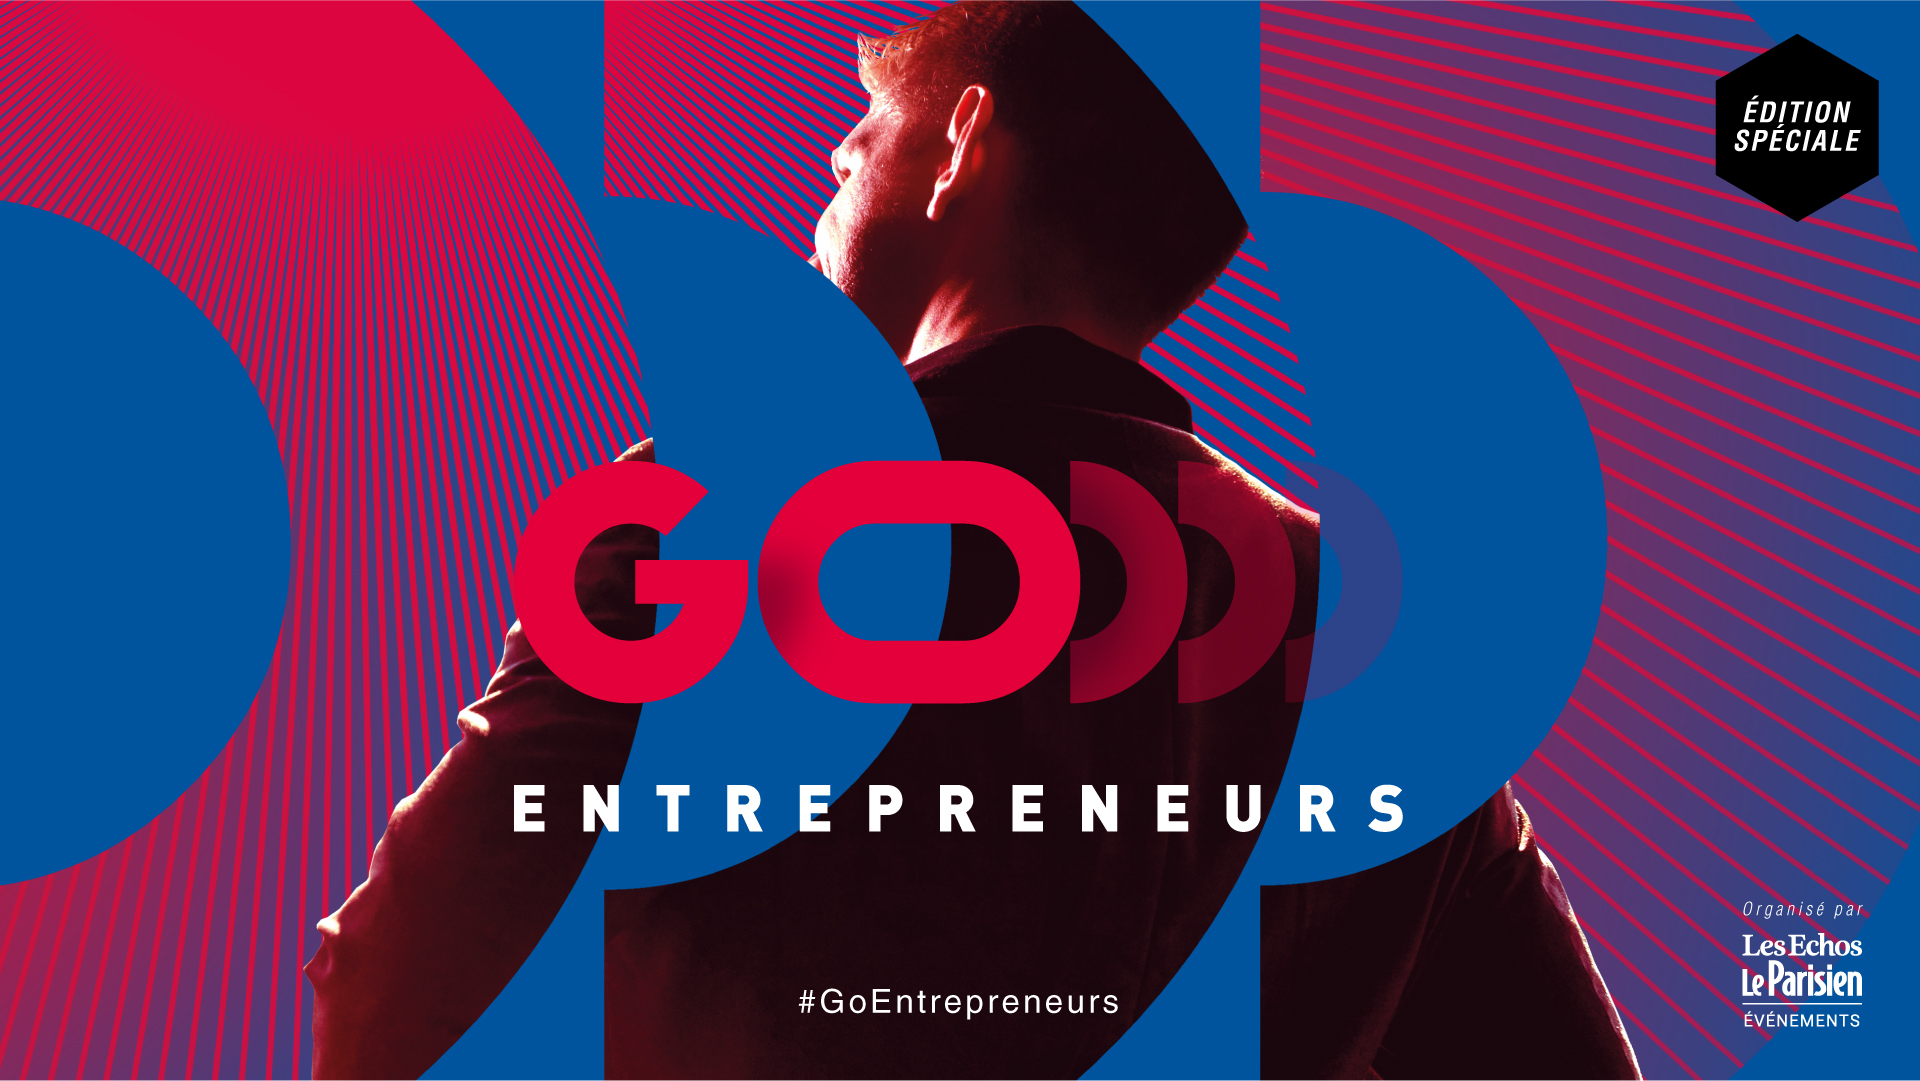 ÉDITION
SPÉCIALE
GO
ENTREPRENEURS
#GoEntrepreneurs
Organisé par
Les Echos
Le Parisien
ÉVÉNEMENTS